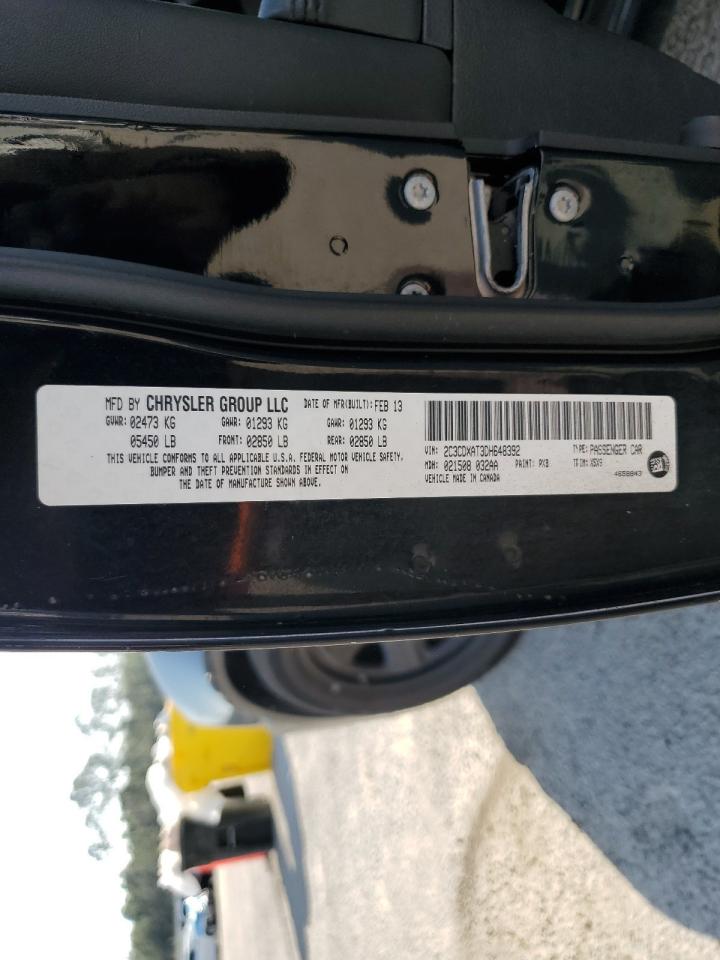 MFD BY CHRYSLER GROUP LLC DATE OF MFR(BUILT): FEB 13
GVWR: 02473 KG GAWR: 01293 KG GAWR: 01293 KG
05450 LB FRONT: 02850 LB REAR: 02850 LB
THIS VEHICLE CONFORMS TO ALL APPLICABLE U.S.A. FEDERAL MOTOR VEHICLE SAFETY,
BUMPER AND THEFT PREVENTION STANDARDS IN EFFECT ON
THE DATE OF MANUFACTURE SHOWN ABOVE.
VIN: 2C3CDXAT3DH648392 TYPE: PASSENGER CAR
MDH: 021508 032AA PAINT: PXB TRIM: X5X9
VEHICLE MADE IN CANADA